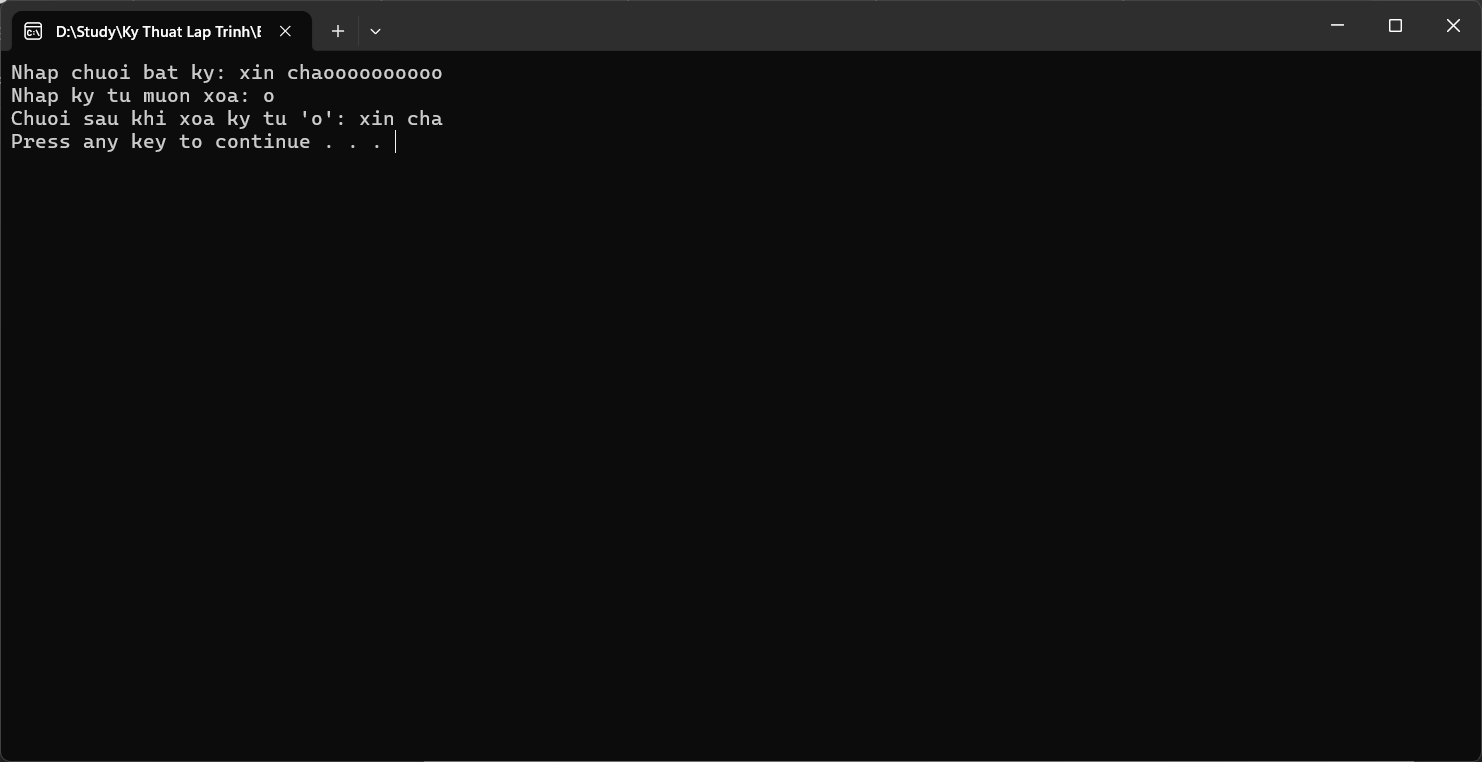 D:\Study\Ky Thuat Lap Trinh\E
Nhap chuoi bat ky: xin chaoooooooooo
Nhap ky tu muon xoa: o
Chuoi sau khi xoa ky tu 'o': xin cha
Press any key to continue . . .